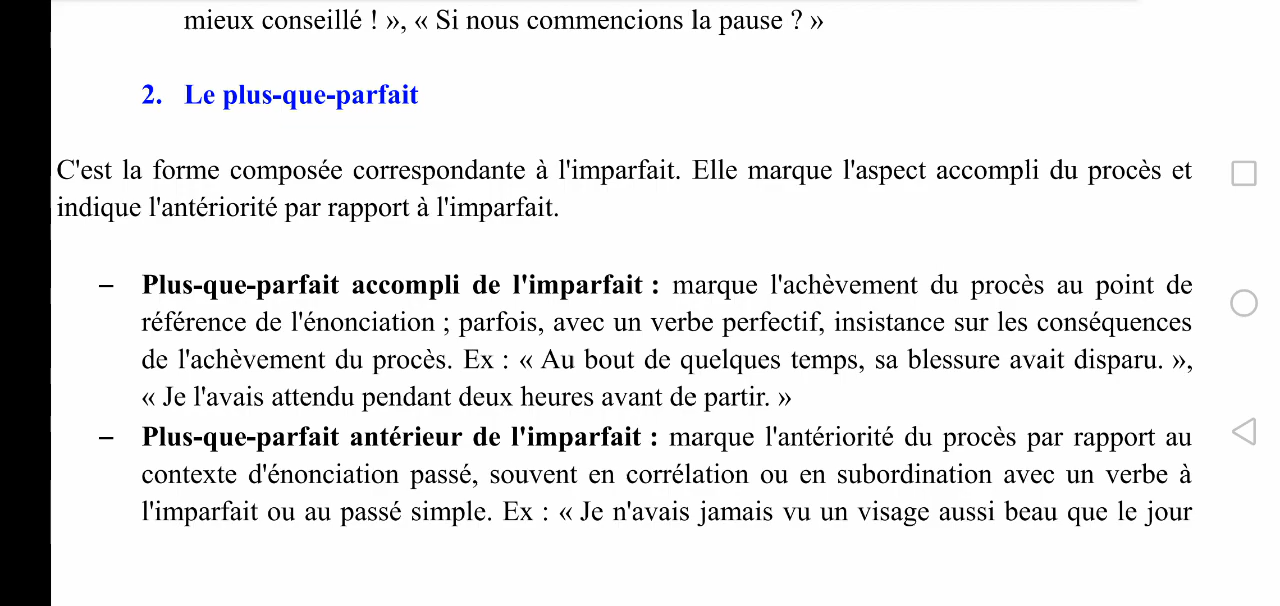 mieux conseillé ! », « Si nous commencions la pause ? »
2. Le plus-que-parfait
C'est la forme composée correspondante à l'imparfait. Elle marque l'aspect accompli du procès et
indique l'antériorité par rapport à l'imparfait.
– Plus-que-parfait accompli de l'imparfait : marque l'achèvement du procès au point de
référence de l'énonciation ; parfois, avec un verbe perfectif, insistance sur les conséquences
de l'achèvement du procès. Ex : « Au bout de quelques temps, sa blessure avait disparu. »,
« Je l'avais attendu pendant deux heures avant de partir. »
– Plus-que-parfait antérieur de l'imparfait : marque l'antériorité du procès par rapport au
contexte d'énonciation passé, souvent en corrélation ou en subordination avec un verbe à
l'imparfait ou au passé simple. Ex : « Je n'avais jamais vu un visage aussi beau que le jour